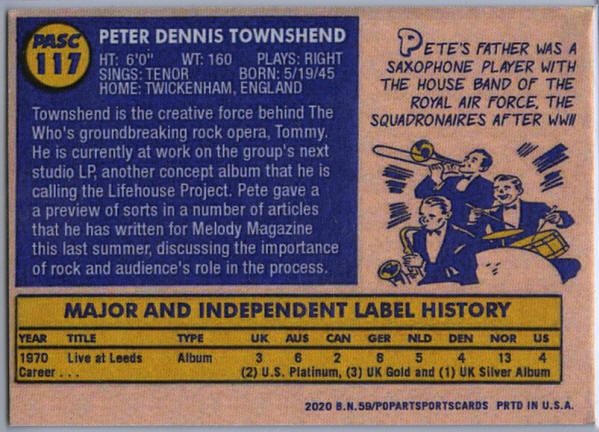 PASC
117
PETER DENNIS TOWNSHEND
HT: 6'0" WT: 160 PLAYS: RIGHT
SINGS: TENOR BORN: 5/19/45
HOME: TWICKENHAM, ENGLAND
Townshend is the creative force behind The
Who's groundbreaking rock opera, Tommy.
He is currently at work on the group's next
studio LP, another concept album that he is
calling the Lifehouse Project. Pete gave a
a preview of sorts in a number of articles
that he has written for Melody Magazine
this last summer, discussing the importance
of rock and audience's role in the process.
PETE'S FATHER WAS A
SAXOPHONE PLAYER WITH
THE HOUSE BAND OF THE
ROYAL AIR FORCE, THE
SQUADRONAIRES AFTER WWII
MAJOR AND INDEPENDENT LABEL HISTORY
YEAR TITLE TYPE UK AUS CAN GER NLD DEN NOR US
1970 Live at Leeds Album 3 6 2 8 5 4 13 4
Career . . . (2) U.S. Platinum, (3) UK Gold and (1) UK Silver Album
2020 B.N.59/POPARTSPORTSCARDS PRTD IN U.S.A.